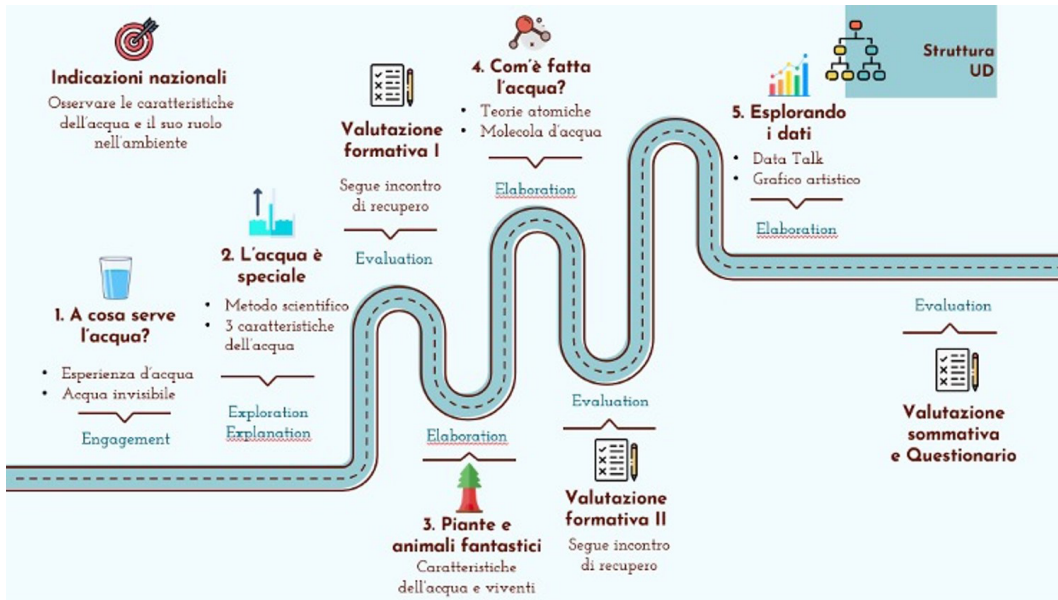 Struttura
UD
Indicazioni nazionali
Osservare le caratteristiche
dell'acqua e il suo ruolo
nell'ambiente
1. A cosa serve
l'acqua?
• Esperienza d'acqua
• Acqua invisibile
Engagement
2. L'acqua è
speciale
• Metodo scientifico
• 3 caratteristiche
dell'acqua
Exploration
Explanation
Valutazione
formativa I
Segue incontro
di recupero
Evaluation
Elaboration
3. Piante e
animali fantastici
Caratteristiche
dell'acqua e viventi
4. Com'è fatta
l'acqua?
• Teorie atomiche
• Molecola d'acqua
Elaboration
Evaluation
Valutazione
formativa II
Segue incontro
di recupero
5. Esplorando
i dati
• Data Talk
• Grafico artistico
Elaboration
Evaluation
Valutazione
sommativa
e Questionario